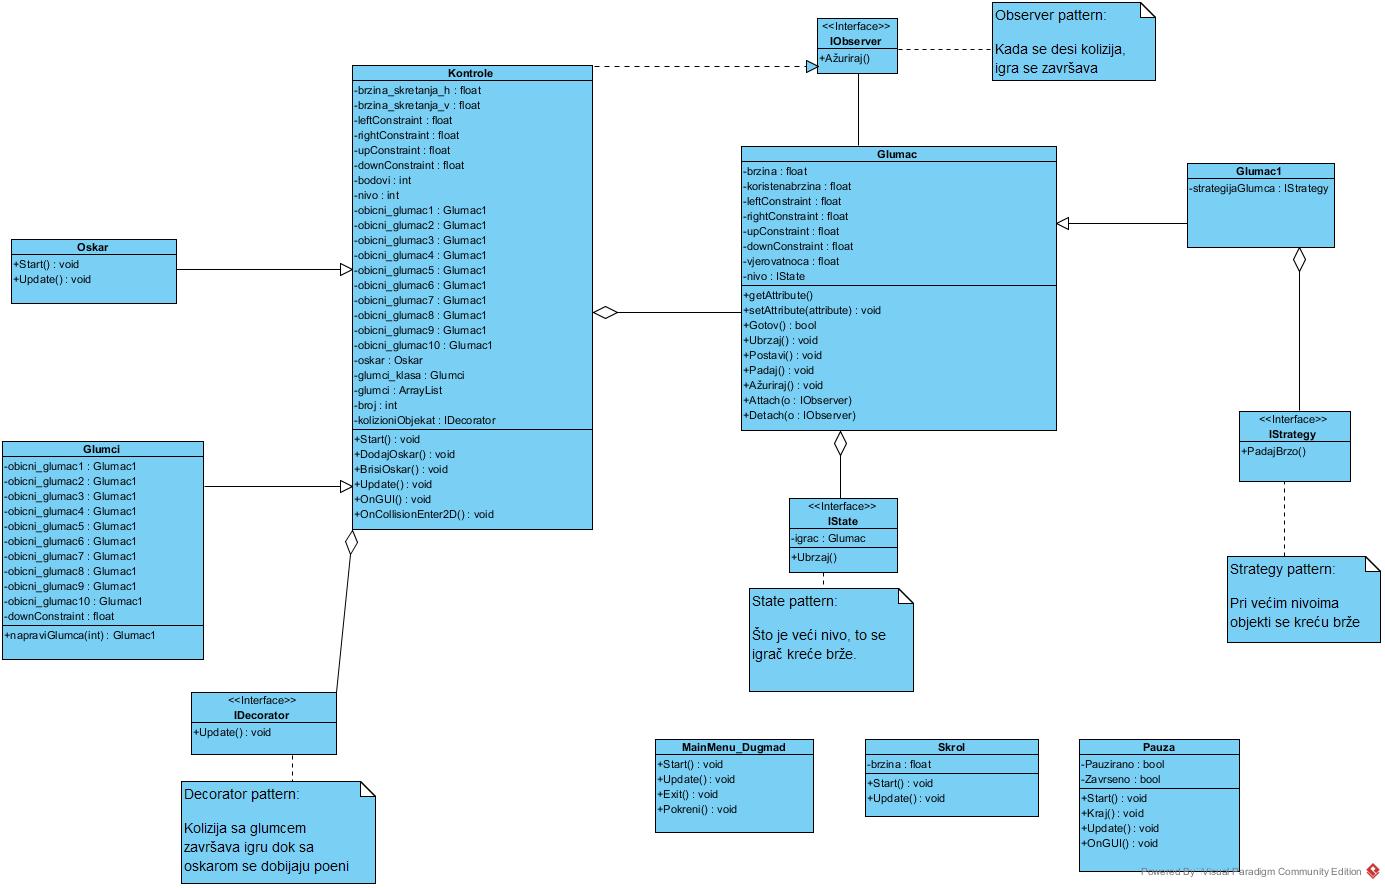 <<Interface>>
IObserver
+Ažuriraj()
Observer pattern:
Kada se desi kolizija,
igra se završava
Kontrole
-brzina_skretanja_h : float
-brzina_skretanja_v : float
-leftConstraint : float
-rightConstraint : float
-upConstraint : float
-downConstraint : float
-bodovi : int
-nivo : int
-obicni_glumac1 : Glumac1
-obicni_glumac2 : Glumac1
-obicni_glumac3 : Glumac1
-obicni_glumac4 : Glumac1
-obicni_glumac5 : Glumac1
-obicni_glumac6 : Glumac1
-obicni_glumac7 : Glumac1
-obicni_glumac8 : Glumac1
-obicni_glumac9 : Glumac1
-obicni_glumac10 : Glumac1
-oskar : Oskar
-glumci_klasa : Glumci
-glumci : ArrayList
-broj : int
-kolizioniObjekat : IDecorator
+Start() : void
+DodajOskar() : void
+BrisiOskar() : void
+Update() : void
+OnGUI() : void
+OnCollisionEnter2D() : void
Glumac
-brzina : float
-koristenabrzina : float
-leftConstraint : float
-rightConstraint : float
-upConstraint : float
-downConstraint : float
-vjerovatnoca : float
-nivo : IState
+getAttribute()
+setAttribute(attribute) : void
+Gotov() : bool
+Ubrzaj() : void
+Postavi() : void
+Padaj() : void
+Ažuriraj() : void
+Attach(o : IObserver)
+Detach(o : IObserver)
Glumac1
-strategijaGlumca : IStrategy
Oskar
+Start() : void
+Update() : void
Glumci
-obicni_glumac1 : Glumac1
-obicni_glumac2 : Glumac1
-obicni_glumac3 : Glumac1
-obicni_glumac4 : Glumac1
-obicni_glumac5 : Glumac1
-obicni_glumac6 : Glumac1
-obicni_glumac7 : Glumac1
-obicni_glumac8 : Glumac1
-obicni_glumac9 : Glumac1
-obicni_glumac10 : Glumac1
-downConstraint : float
+napraviGlumca(int) : Glumac1
<<Interface>>
IStrategy
+PadajBrzo()
<<Interface>>
IState
-igrac : Glumac
+Ubrzaj()
Strategy pattern:
Pri većim nivoima
objekti se kreću brže
State pattern:
Što je veći nivo, to se
igrač kreće brže.
<<Interface>>
IDecorator
+Update() : void
Decorator pattern:
Kolizija sa glumcem
završava igru dok sa
oskarom se dobijaju poeni
MainMenu_Dugmad
+Start() : void
+Update() : void
+Exit() : void
+Pokreni() : void
Skrol
-brzina : float
+Start() : void
+Update() : void
Pauza
-Pauzirano : bool
-Zavrseno : bool
+Start() : void
+Kraj() : void
+Update() : void
+OnGUI() : void
Powered By Visual Paradigm Community Edition